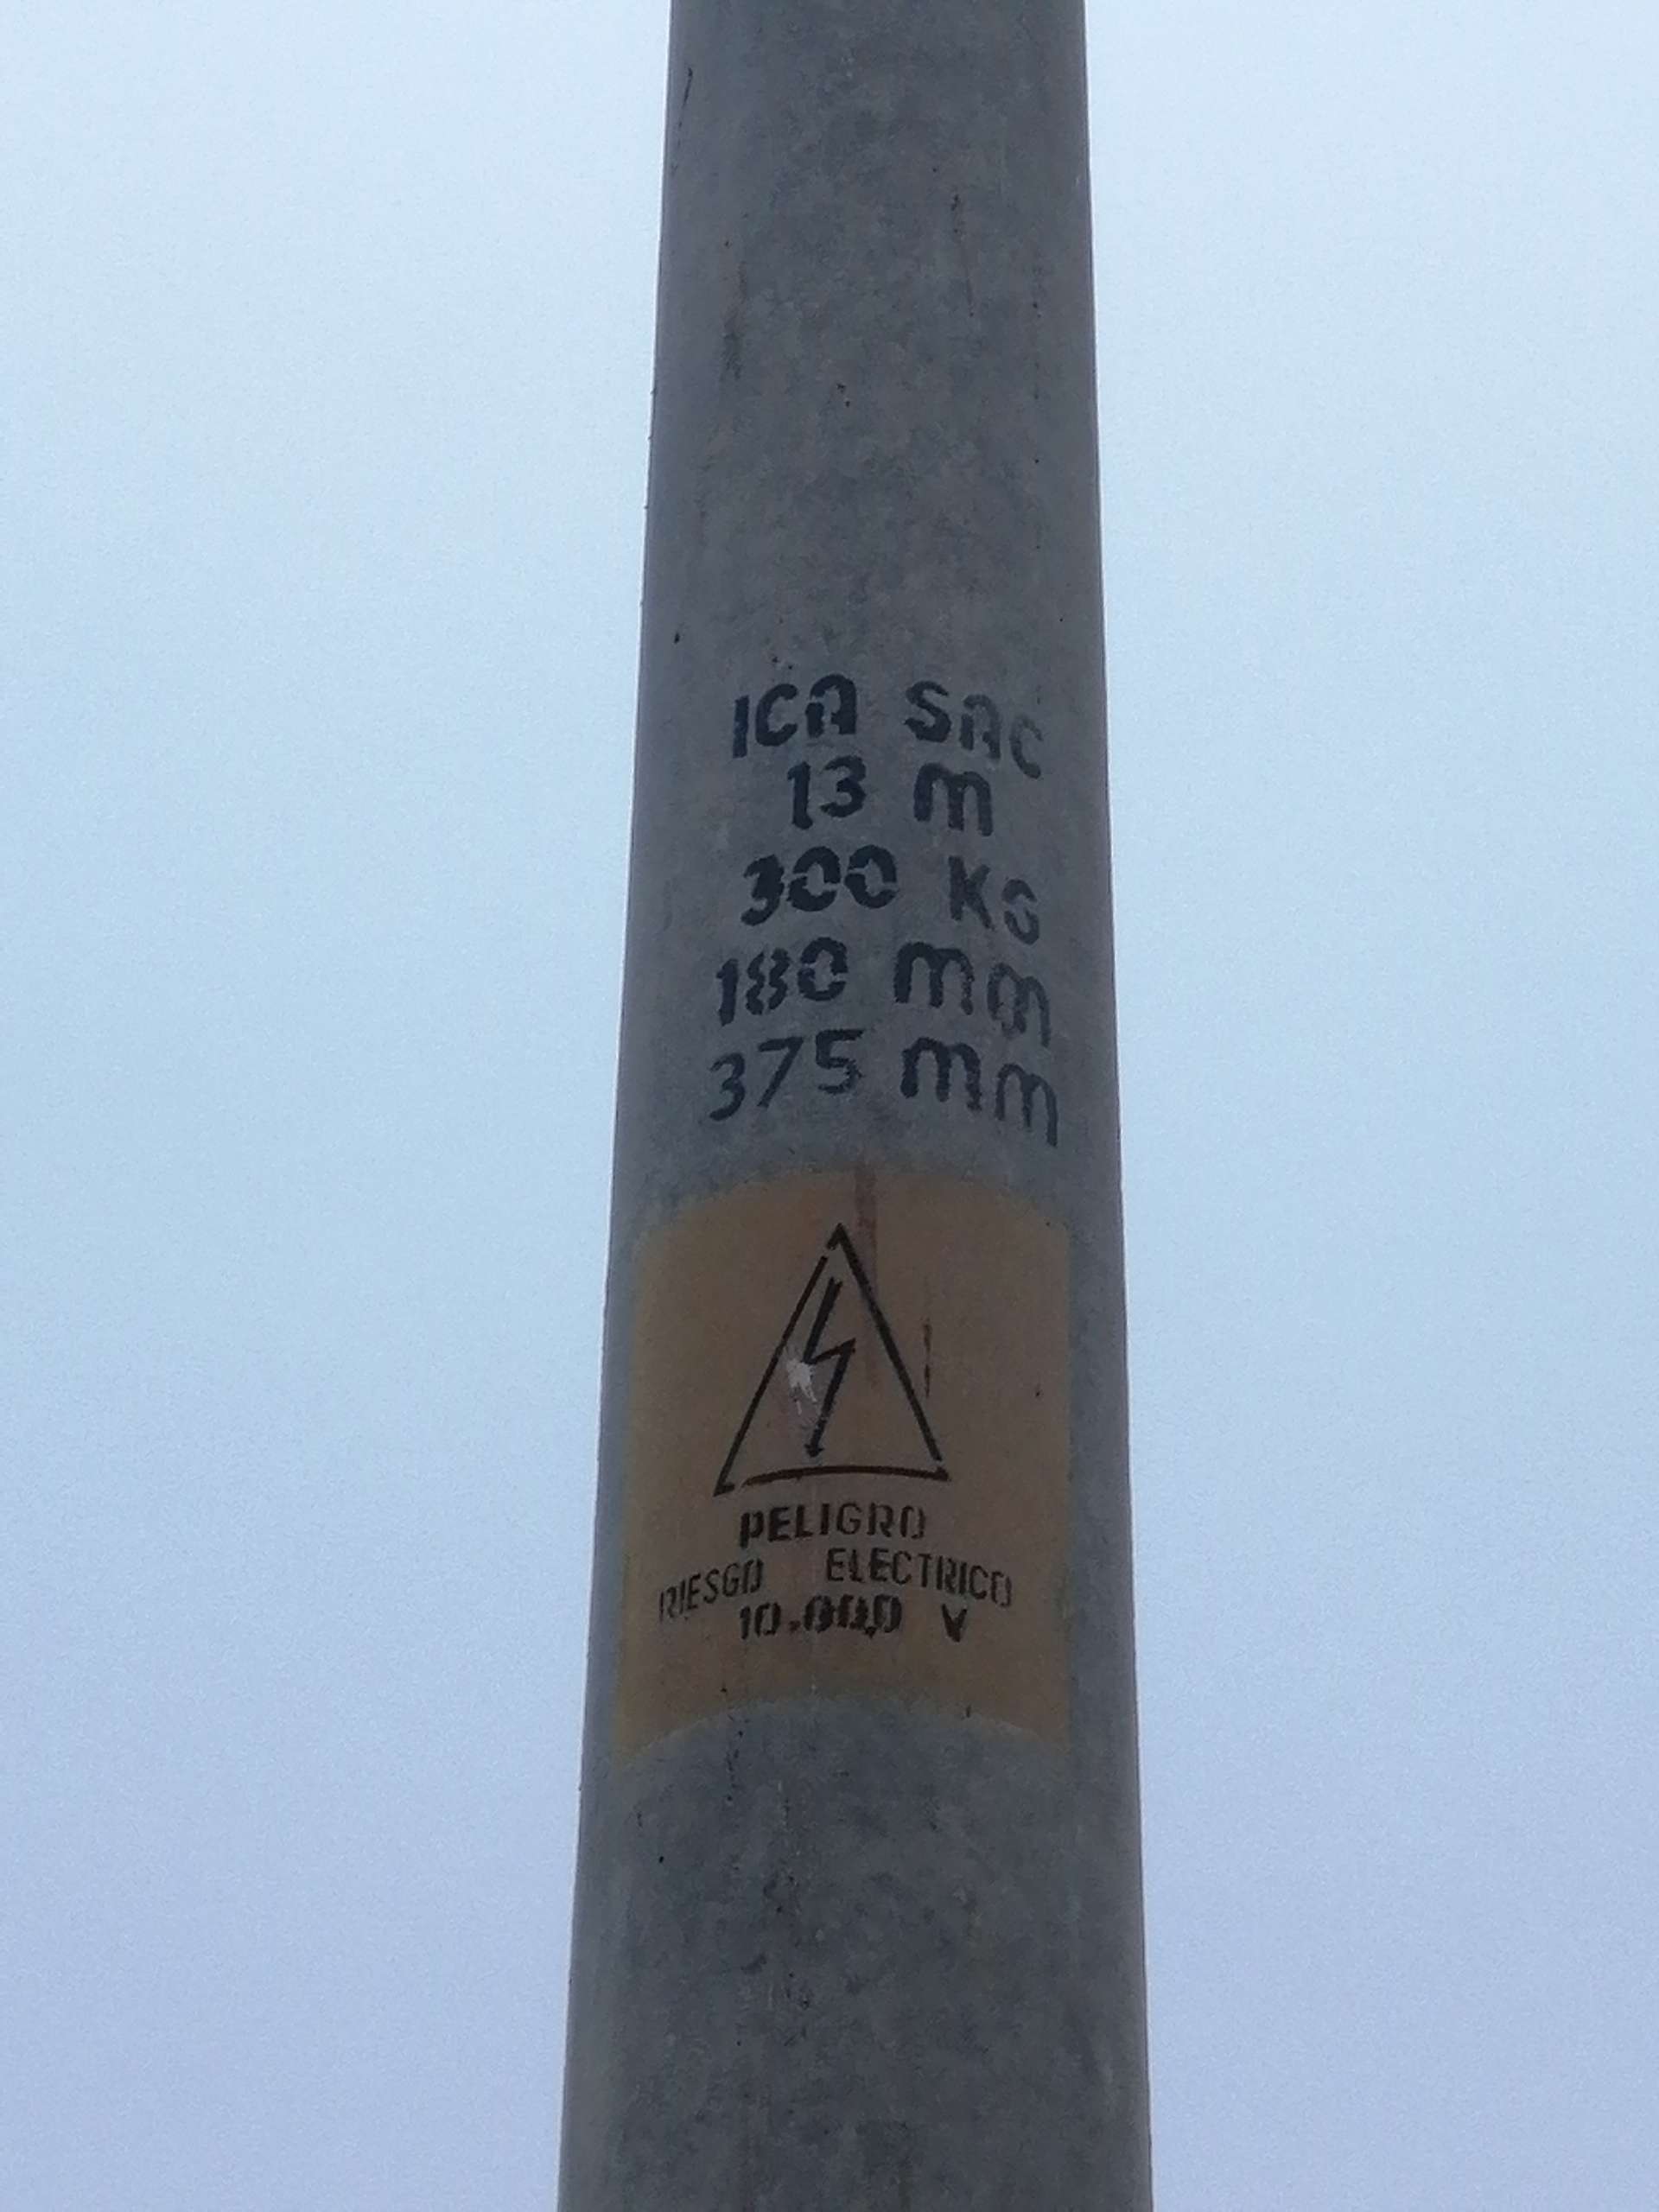 ICA SAC
13 m
300 KG
180 mm
375 mm
PELIGRO
RIESGO ELECTRICO
10.000 V